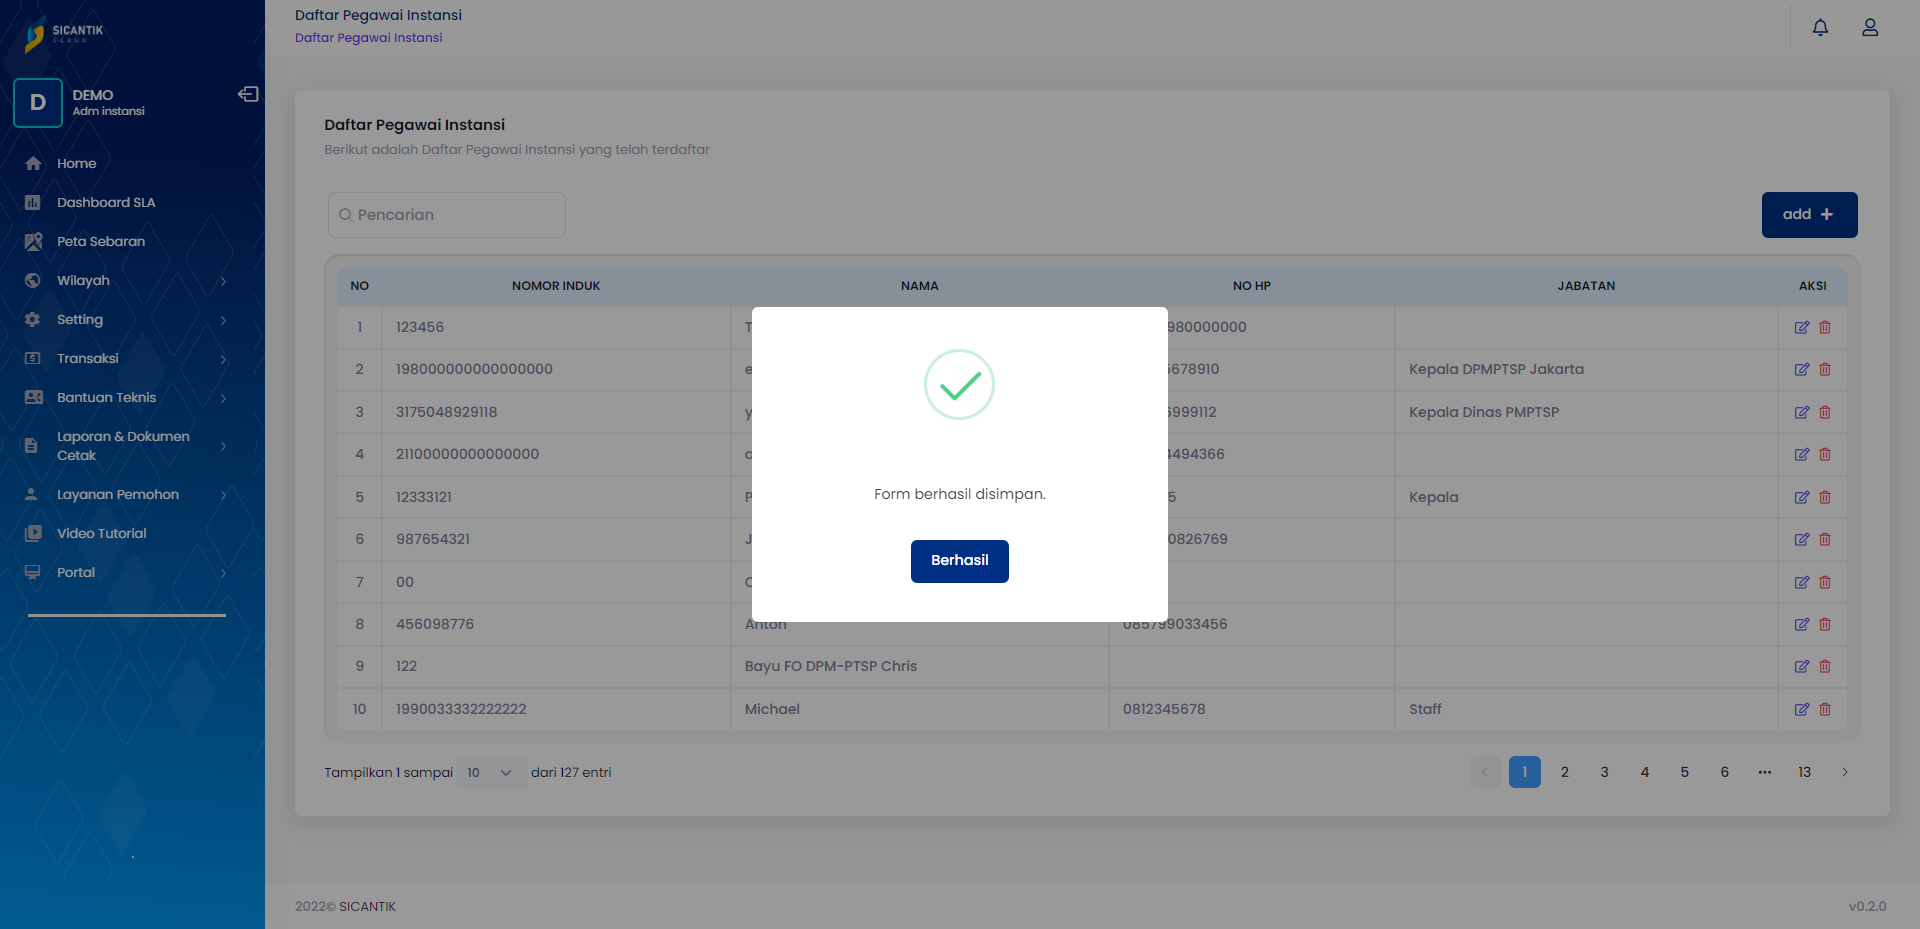 SICANTIK
CLOUD
D
DEMO
Adm instansi
Home
Dashboard SLA
Peta Sebaran
Wilayah
Setting
Transaksi
Bantuan Teknis
Laporan & Dokumen
Cetak
Layanan Pemohon
Video Tutorial
Portal
Daftar Pegawai Instansi
Daftar Pegawai Instansi
Daftar Pegawai Instansi
Berikut adalah Daftar Pegawai Instansi yang telah terdaftar
Pencarian
add +
NO NOMOR INDUK NAMA NO HP JABATAN AKSI
1 123456 T 980000000
2 198000000000000000 e 678910 Kepala DPMPTSP Jakarta
3 3175048929118 y 999112 Kepala Dinas PMPTSP
4 21100000000000000 4494366
5 12333121 P 5 Kepala
6 987654321 J 0826769
7 00
8 456098776 Anton 085799033456
9 122 Bayu FO DPM-PTSP Chris
10 1990033332222222 Michael 0812345678 Staff
Form berhasil disimpan.
Berhasil
Tampilkan 1 sampai 10 dari 127 entri
1 2 3 4 5 6 ••• 13
2022© SICANTIK
v0.2.0